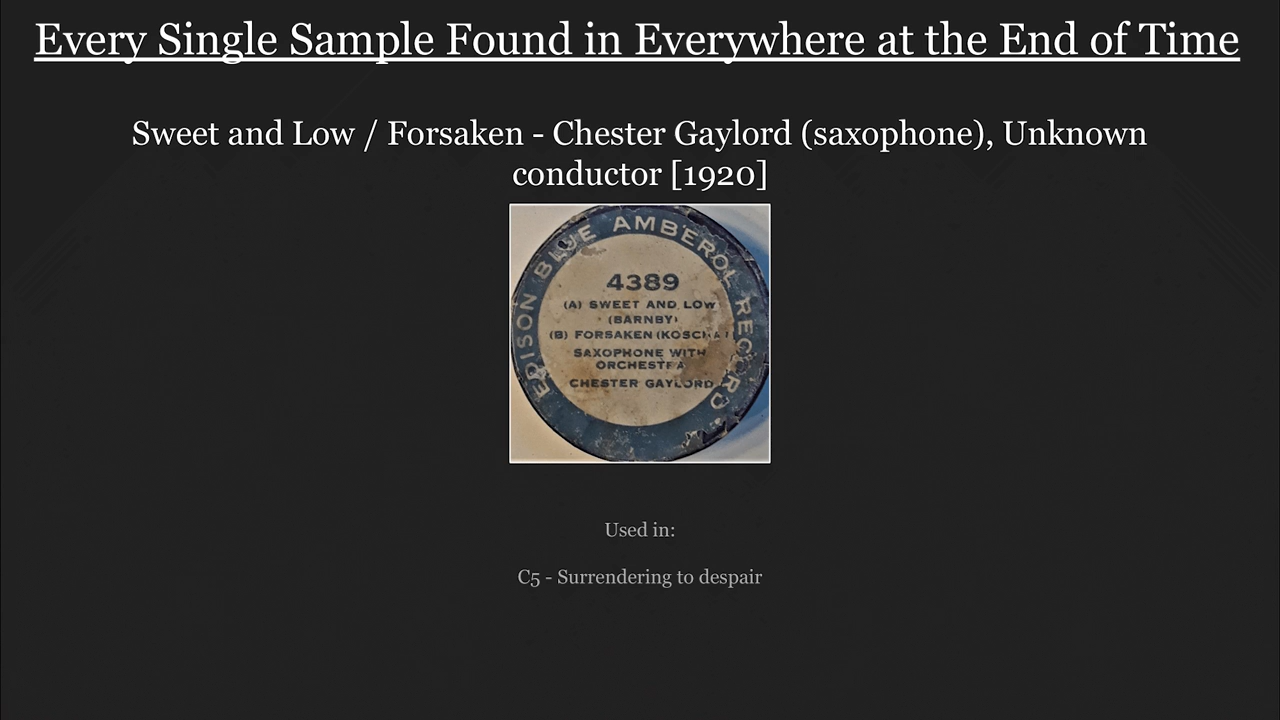 Every Single Sample Found in Everywhere at the End of Time
Sweet and Low / Forsaken - Chester Gaylord (saxophone), Unknown
conductor [1920]
EDISON BLUE AMBEROL RECORD
4389
(A) SWEET AND LOW
(BARNBY)
(B) FORSAKEN (KOSCHAT)
SAXOPHONE WITH
ORCHESTRA
CHESTER GAYLORD
Used in:
C5 - Surrendering to despair